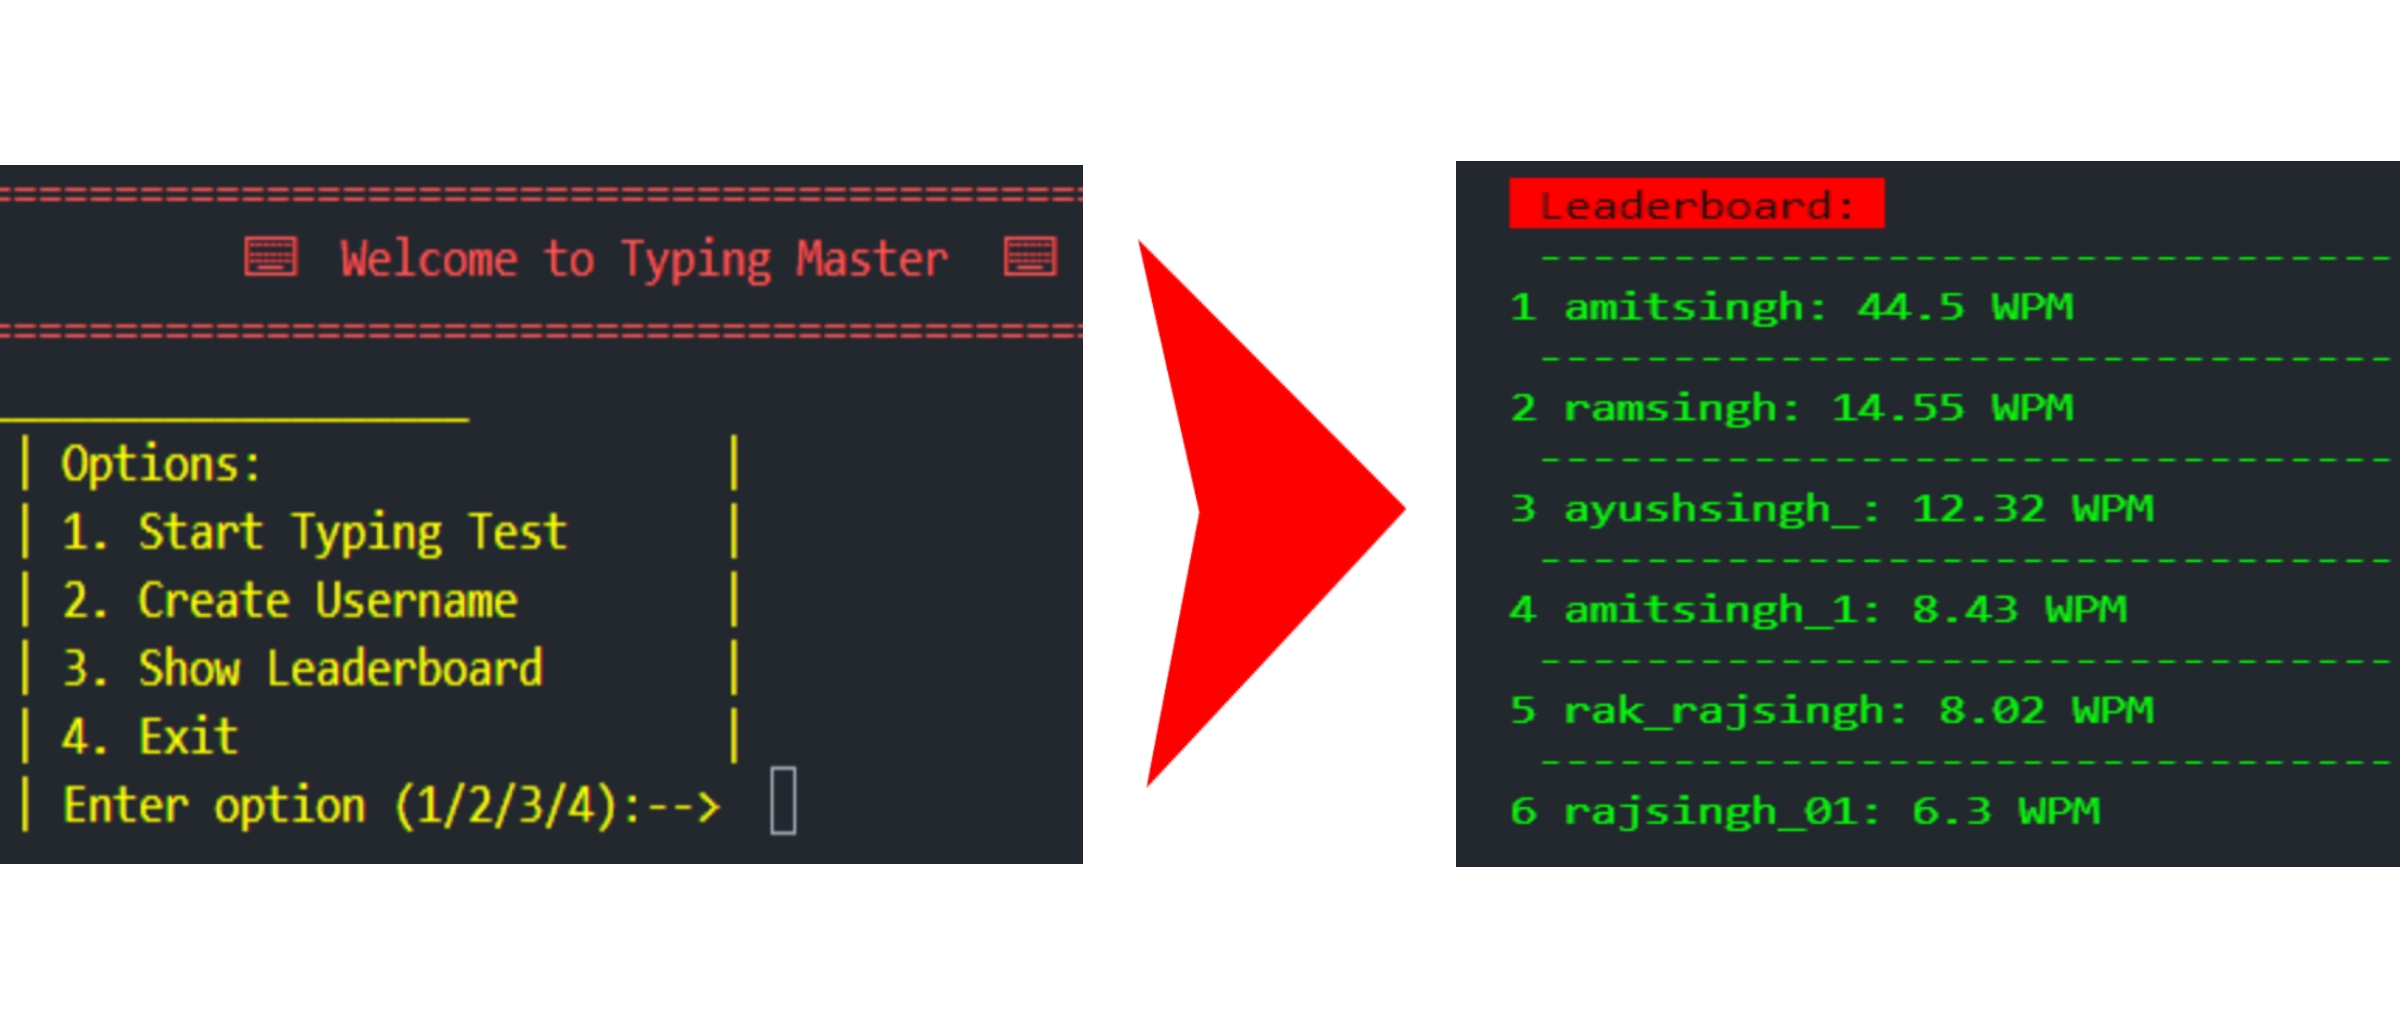 ==========================================
⌨ Welcome to Typing Master ⌨
==========================================
___________________
| Options: |
| 1. Start Typing Test |
| 2. Create Username |
| 3. Show Leaderboard |
| 4. Exit |
| Enter option (1/2/3/4):-->
Leaderboard:
--------------------------------
1 amitsingh: 44.5 WPM
--------------------------------
2 ramsingh: 14.55 WPM
--------------------------------
3 ayushsingh_: 12.32 WPM
--------------------------------
4 amitsingh_1: 8.43 WPM
--------------------------------
5 rak_rajsingh: 8.02 WPM
--------------------------------
6 rajsingh_01: 6.3 WPM